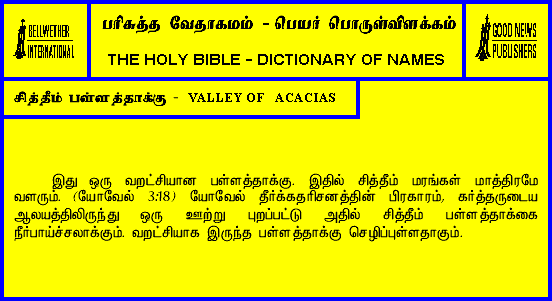 BELLWETHER
INTERNATIONAL
பரிசுத்த வேதாகமம் - பெயர் பொருள்விளக்கம்
THE HOLY BIBLE - DICTIONARY OF NAMES
GOOD NEWS
PUBLISHERS
சித்தீம் பள்ளத்தாக்கு - VALLEY OF ACACIAS
இது ஒரு வறட்சியான பள்ளத்தாக்கு. இதில் சித்தீம் மரங்கள் மாத்திரமே
வளரும். (யோவேல் 3:18) யோவேல் தீர்க்கதரிசனத்தின் பிரகாரம், கர்த்தருடைய
ஆலயத்திலிருந்து ஒரு ஊற்று புறப்பட்டு அதில் சித்தீம் பள்ளத்தாக்கை
நீர்பாய்ச்சலாக்கும். வறட்சியாக இருந்த பள்ளத்தாக்கு செழிப்புள்ளதாகும்.